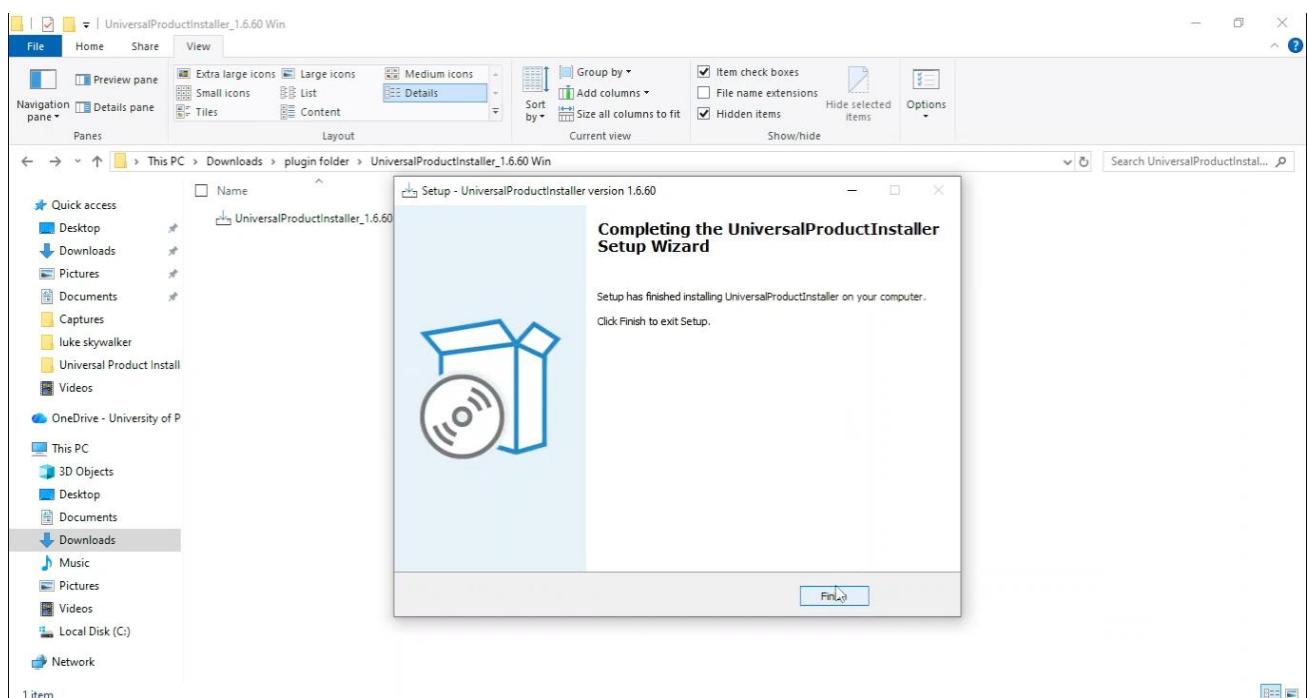 UniversalProductInstaller_1.6.60 Win
File Home Share View
Navigation pane
Preview pane
Details pane
Panes
Extra large icons Large icons Medium icons
Small icons List Details
Tiles Content
Layout
Sort by
Group by
Add columns
Size all columns to fit
Current view
Item check boxes
File name extensions
Hidden items
Hide selected items
Show/hide
Options
This PC > Downloads > plugin folder > UniversalProductInstaller_1.6.60 Win
Search UniversalProductInstal...
Quick access
Desktop
Downloads
Pictures
Documents
Captures
luke skywalker
Universal Product Install
Videos
OneDrive - University of P
This PC
3D Objects
Desktop
Documents
Downloads
Music
Pictures
Videos
Local Disk (C:)
Network
1 item
Name
UniversalProductInstaller_1.6.60
Setup - UniversalProductInstaller version 1.6.60
Completing the UniversalProductInstaller
Setup Wizard
Setup has finished installing UniversalProductInstaller on your computer.
Click Finish to exit Setup.